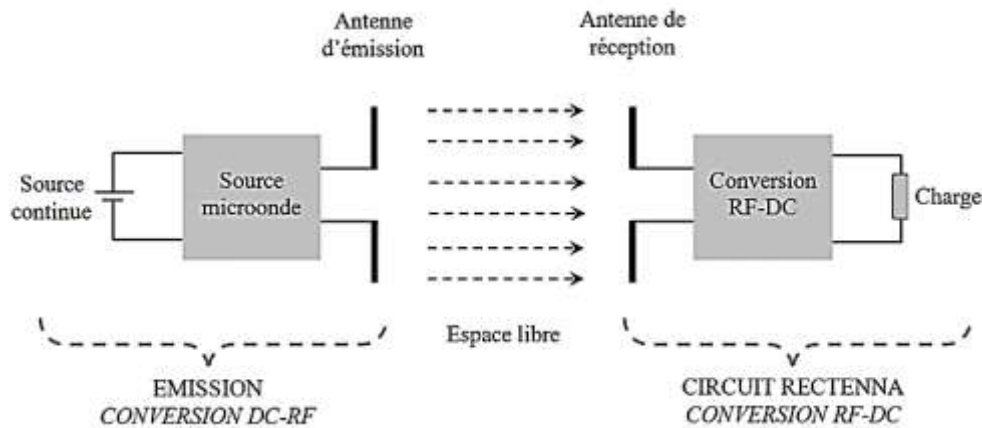 Antenne
d'émission
Antenne de
réception
Source
continue
Source
microonde
Conversion
RF-DC
Charge
Espace libre
EMISSION
CONVERSION DC-RF
CIRCUIT RECTENNA
CONVERSION RF-DC